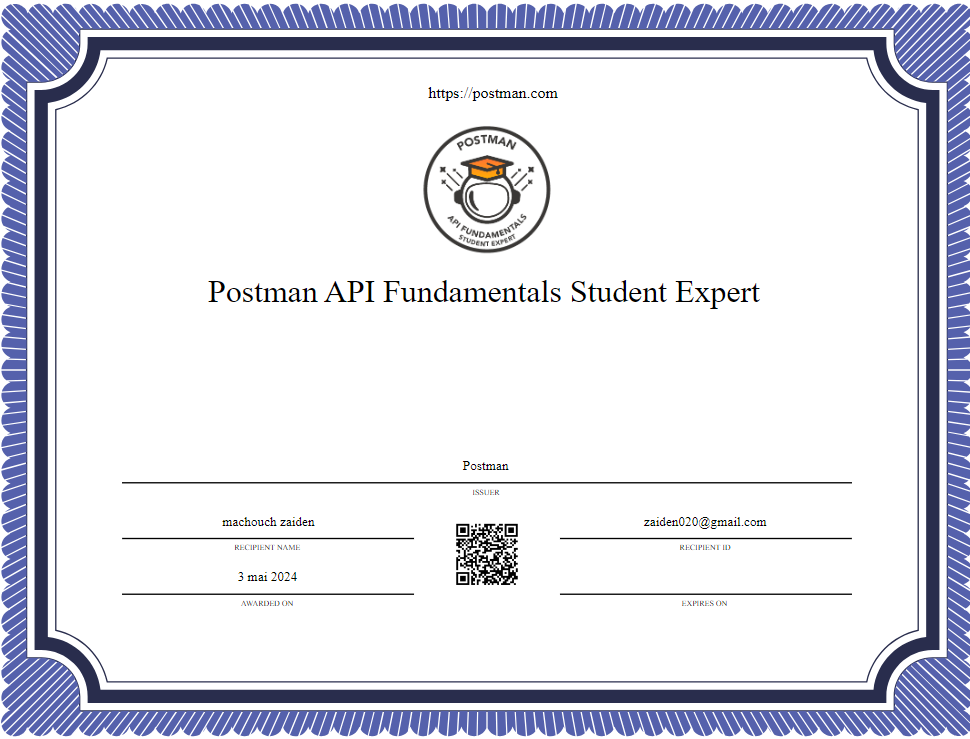 https://postman.com
POSTMAN
API FUNDAMENTALS
STUDENT EXPERT
Postman API Fundamentals Student Expert
Postman
ISSUER
machouch zaiden
RECIPIENT NAME
zaiden020@gmail.com
RECIPIENT ID
3 mai 2024
AWARDED ON
EXPIRES ON